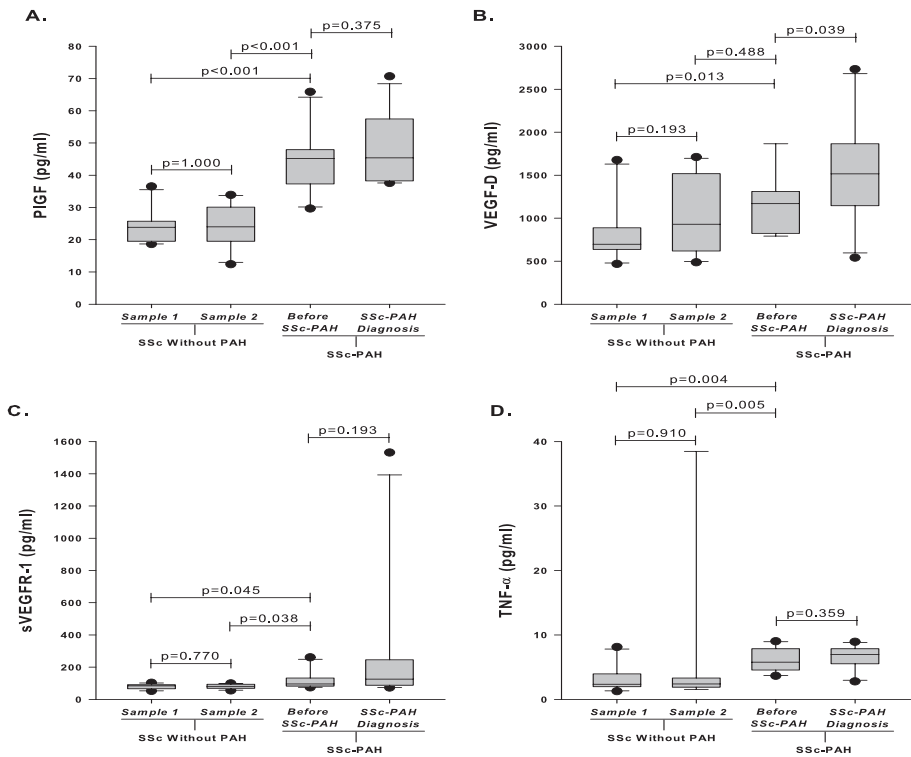 A.
p=0.375
p<0.001
p<0.001
p=1.000
PlGF (pg/ml)
80
70
60
50
40
30
20
10
0
Sample 1 Sample 2 Before SSc-PAH SSc-PAH Diagnosis
SSc Without PAH SSc-PAH
B.
p=0.039
p=0.488
p=0.013
p=0.193
VEGF-D (pg/ml)
3000
2500
2000
1500
1000
500
0
Sample 1 Sample 2 Before SSc-PAH SSc-PAH Diagnosis
SSc Without PAH
SSc-PAH
C.
p=0.193
p=0.045
p=0.038
p=0.770
sVEGFR-1 (pg/ml)
1600
1400
1200
1000
800
600
400
200
0
Sample 1 Sample 2 Before SSc-PAH SSc-PAH Diagnosis
SSc Without PAH
SSc-PAH
D.
p=0.004
p=0.005
p=0.910
p=0.359
TNF-α (pg/ml)
40
30
20
10
0
Sample 1 Sample 2 Before SSc-PAH SSc-PAH Diagnosis
SSc Without PAH
SSc-PAH